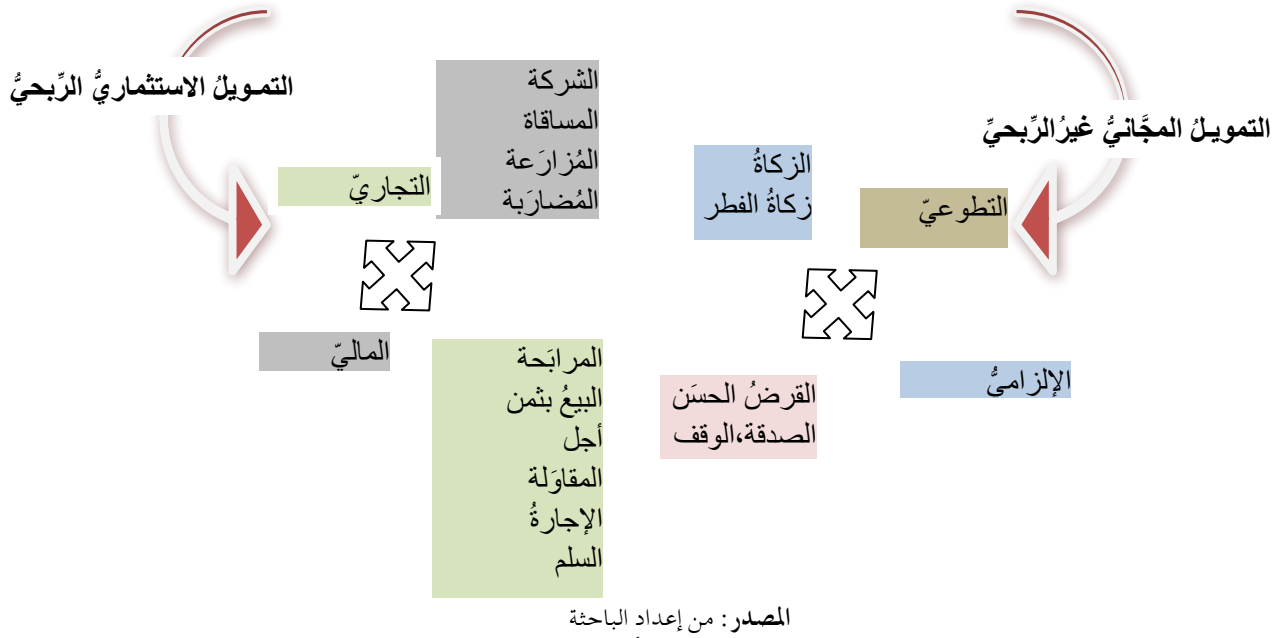 التمويلُ المجَّانيُّ غيرُالرِّبحيِّ
التطوعيّ
الزكاةُ
زكاةُ الفطر
الإلزاميُّ
القرضُ الحسَن
الصدقة،الوقف
التمويلُ الاستثماريُّ الرِّبحيُّ
الشركة
المساقاة
المُزارَعة
المُضارَبة
التجاريّ
الماليّ
المرابَحة
البيعُ بثمن
أجل
المقاوَلة
الإجارةُ
السلم
المصدر: من إعداد الباحثة